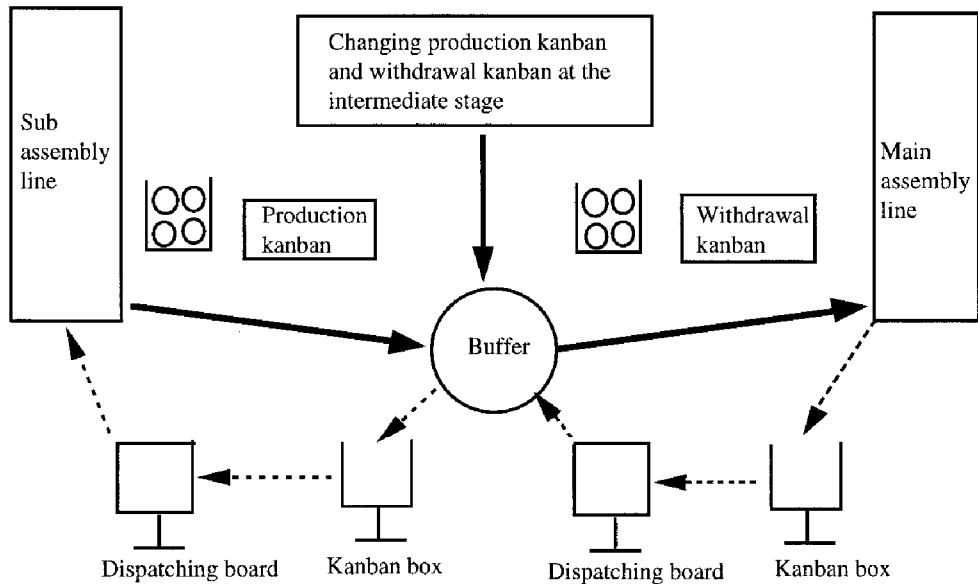 Changing production kanban
and withdrawal kanban at the
intermediate stage
Sub
assembly
line
Production
kanban
Withdrawal
kanban
Main
assembly
line
Buffer
Dispatching board
Kanban box
Dispatching board
Kanban box